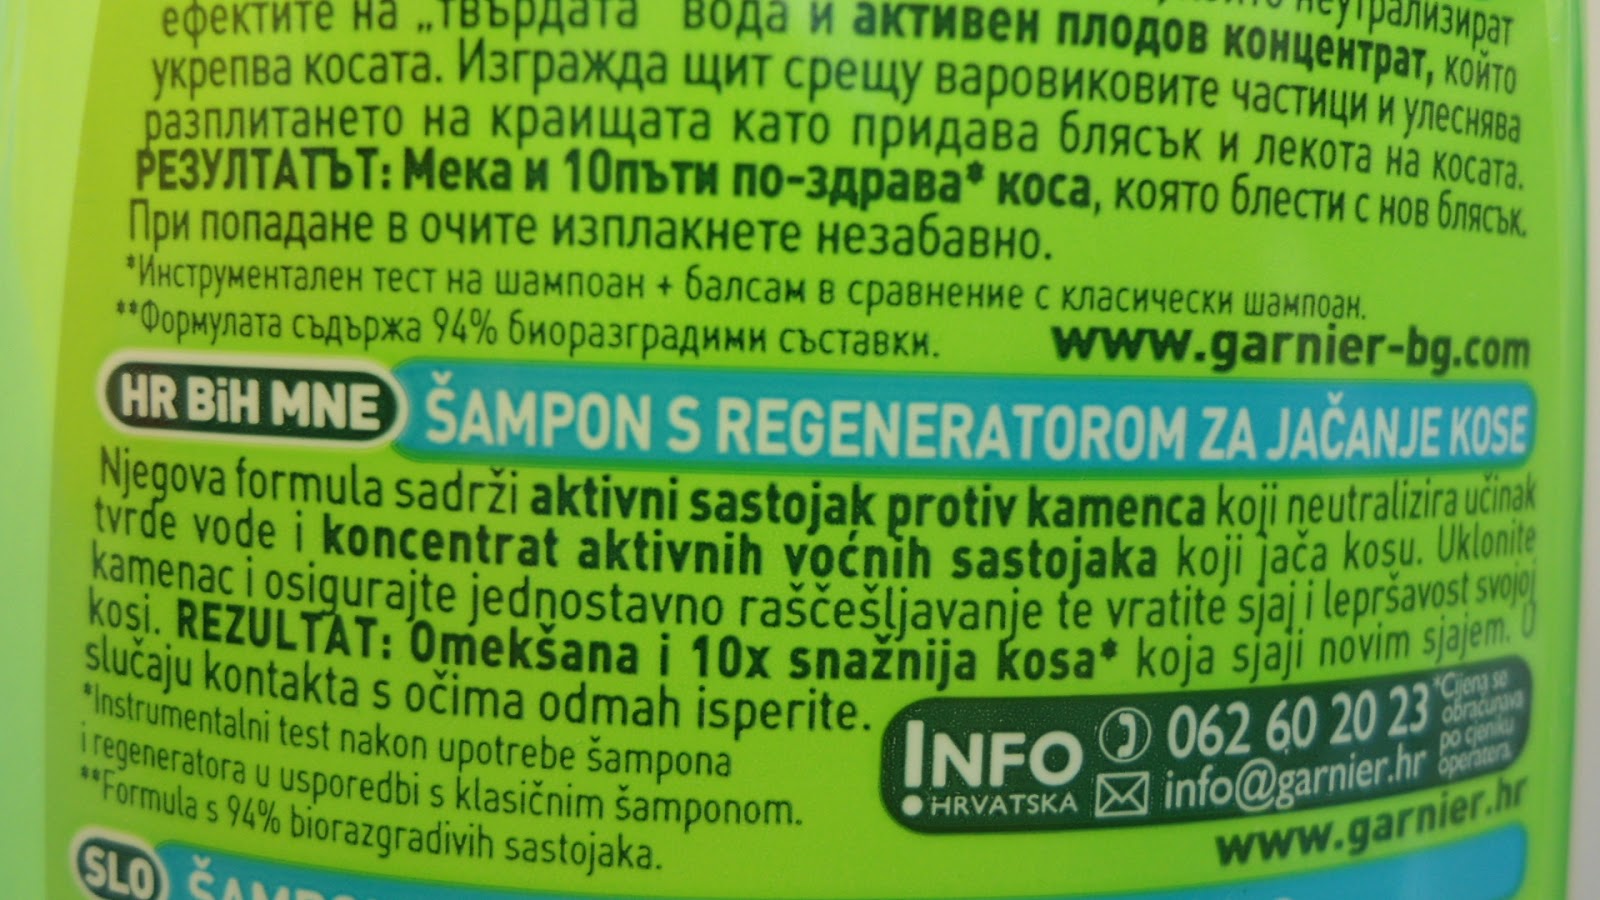 ефектите на „твърдата" вода и активен плодов концентрат, който
укрепва косата. Изгражда щит срещу варовиковите частици и улеснява
разплитането на краищата като придава блясък и лекота на косата.
РЕЗУЛТАТЪТ: Мека и 10пъти по-здрава* коса, която блести с нов блясък.
При попадане в очите изплакнете незабавно.
*Инструментален тест на шампоан + балсам в сравнение с класически шампоан.
**Формулата съдържа 94% биоразградими съставки.
www.garnier-bg.com
HR BiH MNE
ŠAMPON S REGENERATOROM ZA JAČANJE KOSE
Njegova formula sadrži aktivni sastojak protiv kamenca koji neutralizira učinak
tvrde vode i koncentrat aktivnih voćnih sastojaka koji jača kosu. Uklonite
kamenac i osigurajte jednostavno raščešljavanje te vratite sjaj i lepršavost svojoj
kosi. REZULTAT: Omekšana i 10x snažnija kosa* koja sjaji novim sjajem. U
slučaju kontakta s očima odmah isperite.
*Instrumentalni test nakon upotrebe šampona
i regeneratora u usporedbi s klasičnim šamponom.
**Formula s 94% biorazgradivih sastojaka.
INFO
HRVATSKA
062 60 20 23
info@garnier.hr
*Cijena se
obračunava
po cjeniku
operatera.
www.garnier.hr
SLO